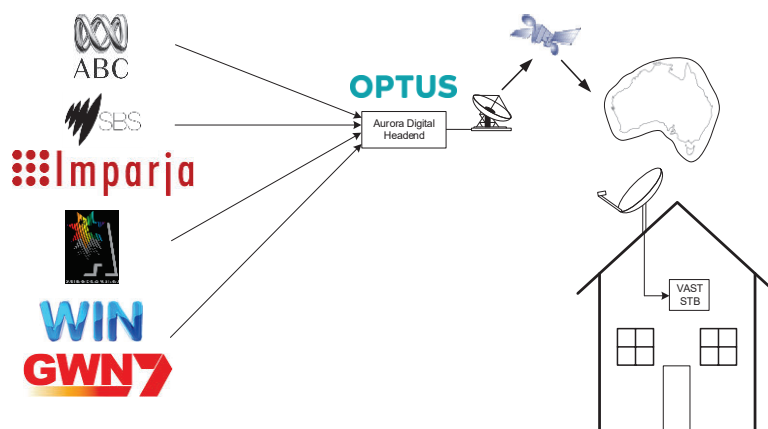 ABC
SBS
Imparja
WIN
GWN7
OPTUS
Aurora Digital
Headend
VAST
STB